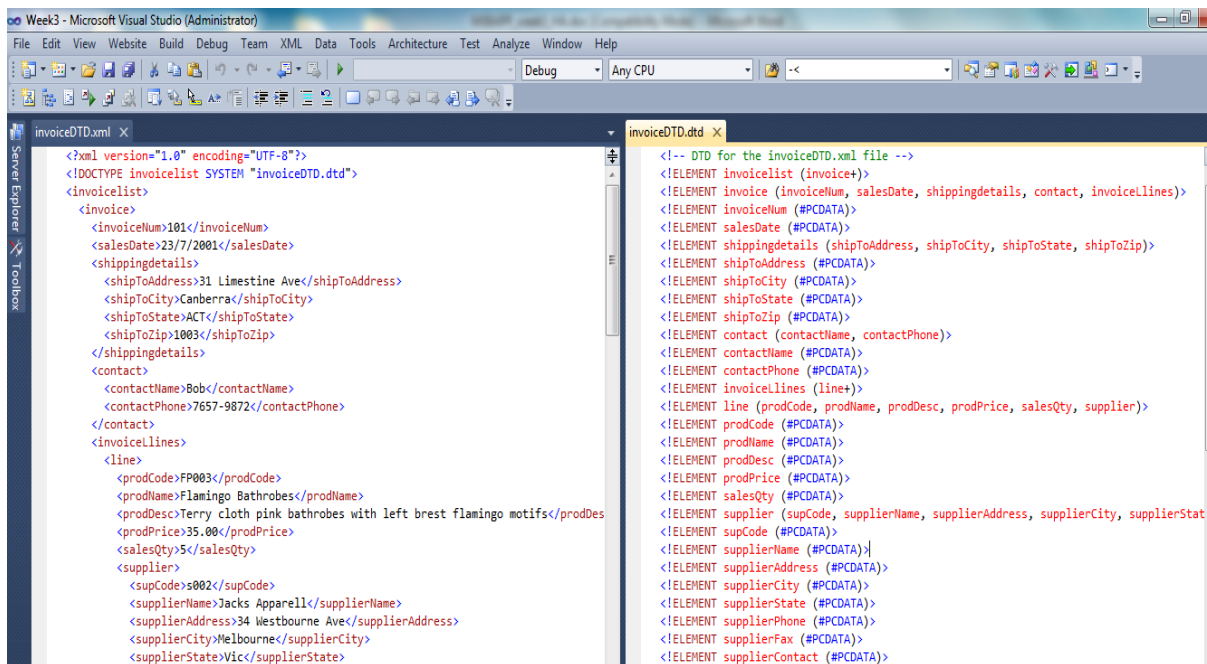 Week3 - Microsoft Visual Studio (Administrator)
File Edit View Website Build Debug Team XML Data Tools Architecture Test Analyze Window Help
Debug Any CPU -<
Server Explorer
Toolbox
invoiceDTD.xml X
<?xml version="1.0" encoding="UTF-8"?>
<!DOCTYPE invoicelist SYSTEM "invoiceDTD.dtd">
<invoicelist>
<invoice>
<invoiceNum>101</invoiceNum>
<salesDate>23/7/2001</salesDate>
<shippingdetails>
<shipToAddress>31 Limestine Ave</shipToAddress>
<shipToCity>Canberra</shipToCity>
<shipToState>ACT</shipToState>
<shipToZip>1003</shipToZip>
</shippingdetails>
<contact>
<contactName>Bob</contactName>
<contactPhone>7657-9872</contactPhone>
</contact>
<invoiceLlines>
<line>
<prodCode>FP003</prodCode>
<prodName>Flamingo Bathrobes</prodName>
<prodDesc>Terry cloth pink bathrobes with left brest flamingo motifs</prodDes
<prodPrice>35.00</prodPrice>
<salesQty>5</salesQty>
<supplier>
<supCode>s002</supCode>
<supplierName>Jacks Apparell</supplierName>
<supplierAddress>34 Westbourne Ave</supplierAddress>
<supplierCity>Melbourne</supplierCity>
<supplierState>Vic</supplierState>
invoiceDTD.dtd X
<!-- DTD for the invoiceDTD.xml file -->
<!ELEMENT invoicelist (invoice+)>
<!ELEMENT invoice (invoiceNum, salesDate, shippingdetails, contact, invoiceLlines)>
<!ELEMENT invoiceNum (#PCDATA)>
<!ELEMENT salesDate (#PCDATA)>
<!ELEMENT shippingdetails (shipToAddress, shipToCity, shipToState, shipToZip)>
<!ELEMENT shipToAddress (#PCDATA)>
<!ELEMENT shipToCity (#PCDATA)>
<!ELEMENT shipToState (#PCDATA)>
<!ELEMENT shipToZip (#PCDATA)>
<!ELEMENT contact (contactName, contactPhone)>
<!ELEMENT contactName (#PCDATA)>
<!ELEMENT contactPhone (#PCDATA)>
<!ELEMENT invoiceLlines (line+)>
<!ELEMENT line (prodCode, prodName, prodDesc, prodPrice, salesQty, supplier)>
<!ELEMENT prodCode (#PCDATA)>
<!ELEMENT prodName (#PCDATA)>
<!ELEMENT prodDesc (#PCDATA)>
<!ELEMENT prodPrice (#PCDATA)>
<!ELEMENT salesQty (#PCDATA)>
<!ELEMENT supplier (supCode, supplierName, supplierAddress, supplierCity, supplierStat
<!ELEMENT supCode (#PCDATA)>
<!ELEMENT supplierName (#PCDATA)>
<!ELEMENT supplierAddress (#PCDATA)>
<!ELEMENT supplierCity (#PCDATA)>
<!ELEMENT supplierState (#PCDATA)>
<!ELEMENT supplierPhone (#PCDATA)>
<!ELEMENT supplierFax (#PCDATA)>
<!ELEMENT supplierContact (#PCDATA)>